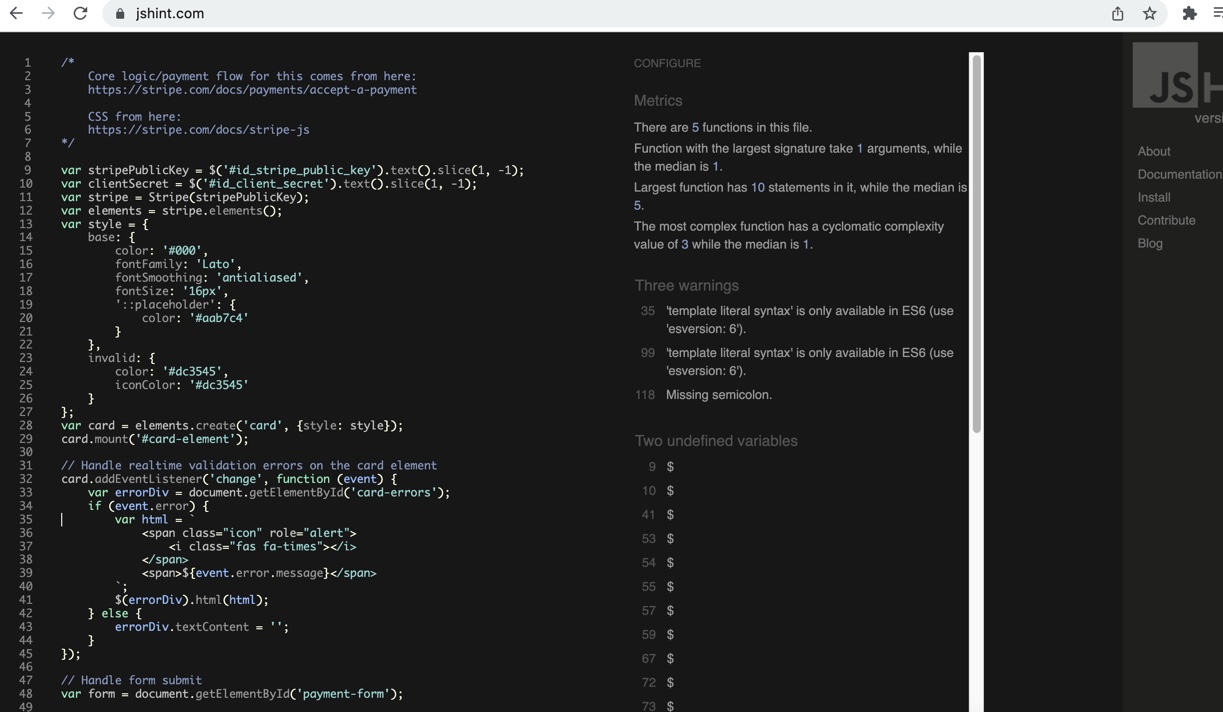 jshint.com
1 /*
2 Core logic/payment flow for this comes from here:
3 https://stripe.com/docs/payments/accept-a-payment
4
5 CSS from here:
6 https://stripe.com/docs/stripe-js
7 */
8
9 var stripePublicKey = $('#id_stripe_public_key').text().slice(1, -1);
10 var clientSecret = $('#id_client_secret').text().slice(1, -1);
11 var stripe = Stripe(stripePublicKey);
12 var elements = stripe.elements();
13 var style = {
14 base: {
15 color: '#000',
16 fontFamily: 'Lato',
17 fontSmoothing: 'antialiased',
18 fontSize: '16px',
19 '::placeholder': {
20 color: '#aab7c4'
21 }
22 },
23 invalid: {
24 color: '#dc3545',
25 iconColor: '#dc3545'
26 }
27 };
28 var card = elements.create('card', {style: style});
29 card.mount('#card-element');
30
31 // Handle realtime validation errors on the card element
32 card.addEventListener('change', function (event) {
33 var errorDiv = document.getElementById('card-errors');
34 if (event.error) {
35 var html = `
36 <span class="icon" role="alert">
37 <i class="fas fa-times"></i>
38 </span>
39 <span>${event.error.message}</span>
40 `;
41 $(errorDiv).html(html);
42 } else {
43 errorDiv.textContent = '';
44 }
45 });
46
47 // Handle form submit
48 var form = document.getElementById('payment-form');
49
CONFIGURE
Metrics
There are 5 functions in this file.
Function with the largest signature take 1 arguments, while
the median is 1.
Largest function has 10 statements in it, while the median is
5.
The most complex function has a cyclomatic complexity
value of 3 while the median is 1.
Three warnings
35 'template literal syntax' is only available in ES6 (use
'esversion: 6').
99 'template literal syntax' is only available in ES6 (use
'esversion: 6').
118 Missing semicolon.
Two undefined variables
9 $
10 $
41 $
53 $
54 $
55 $
57 $
59 $
67 $
72 $
73 $
JSH
versi
About
Documentation
Install
Contribute
Blog